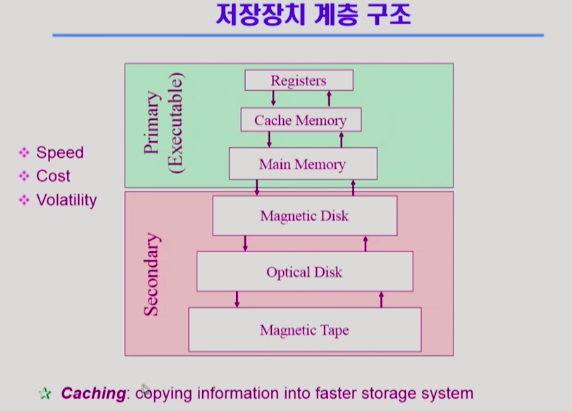 저장장치 계층 구조
Registers
Cache Memory
Main Memory
Primary
(Executable)
Speed
Cost
Volatility
Magnetic Disk
Optical Disk
Magnetic Tape
Secondary
Caching: copying information into faster storage system